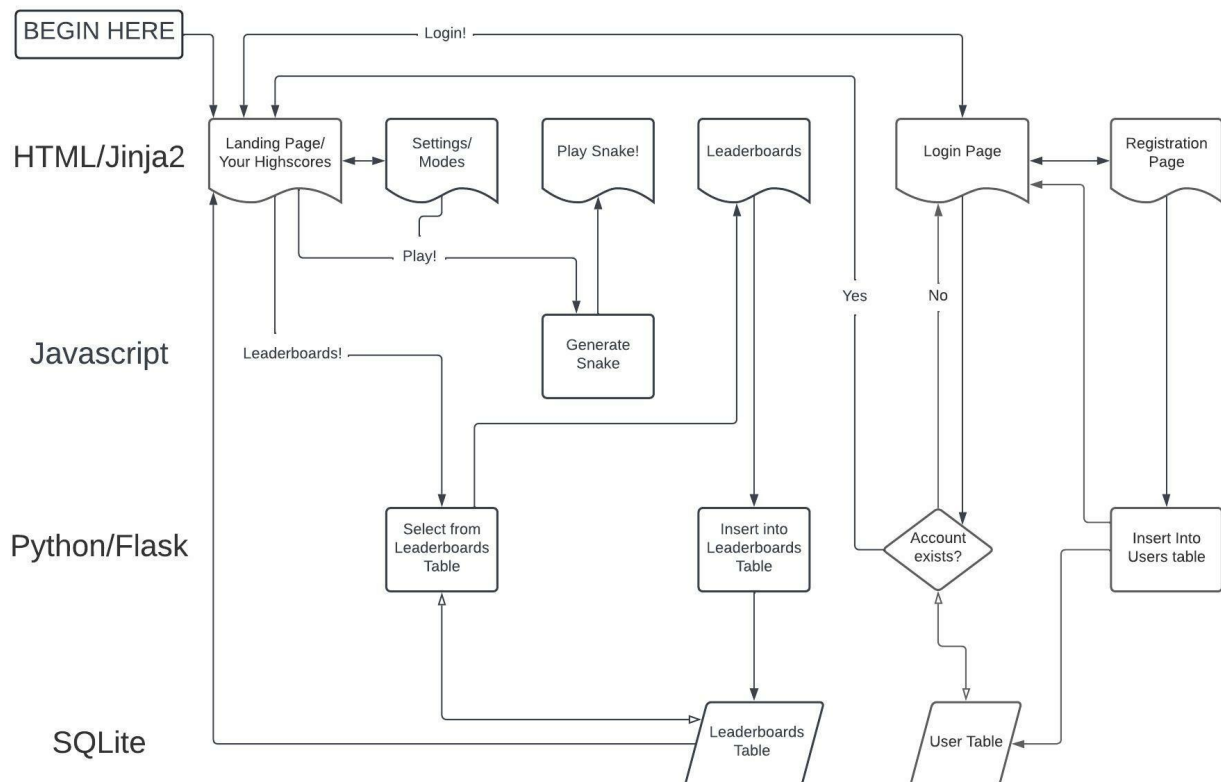 BEGIN HERE
Login!
HTML/Jinja2
Landing Page/
Your Highscores
Settings/
Modes
Play Snake!
Leaderboards
Login Page
Registration
Page
Play!
Yes
No
Javascript
Leaderboards!
Generate
Snake
Python/Flask
Select from
Leaderboards
Table
Insert into
Leaderboards
Table
Account
exists?
Insert Into
Users table
SQLite
Leaderboards
Table
User Table